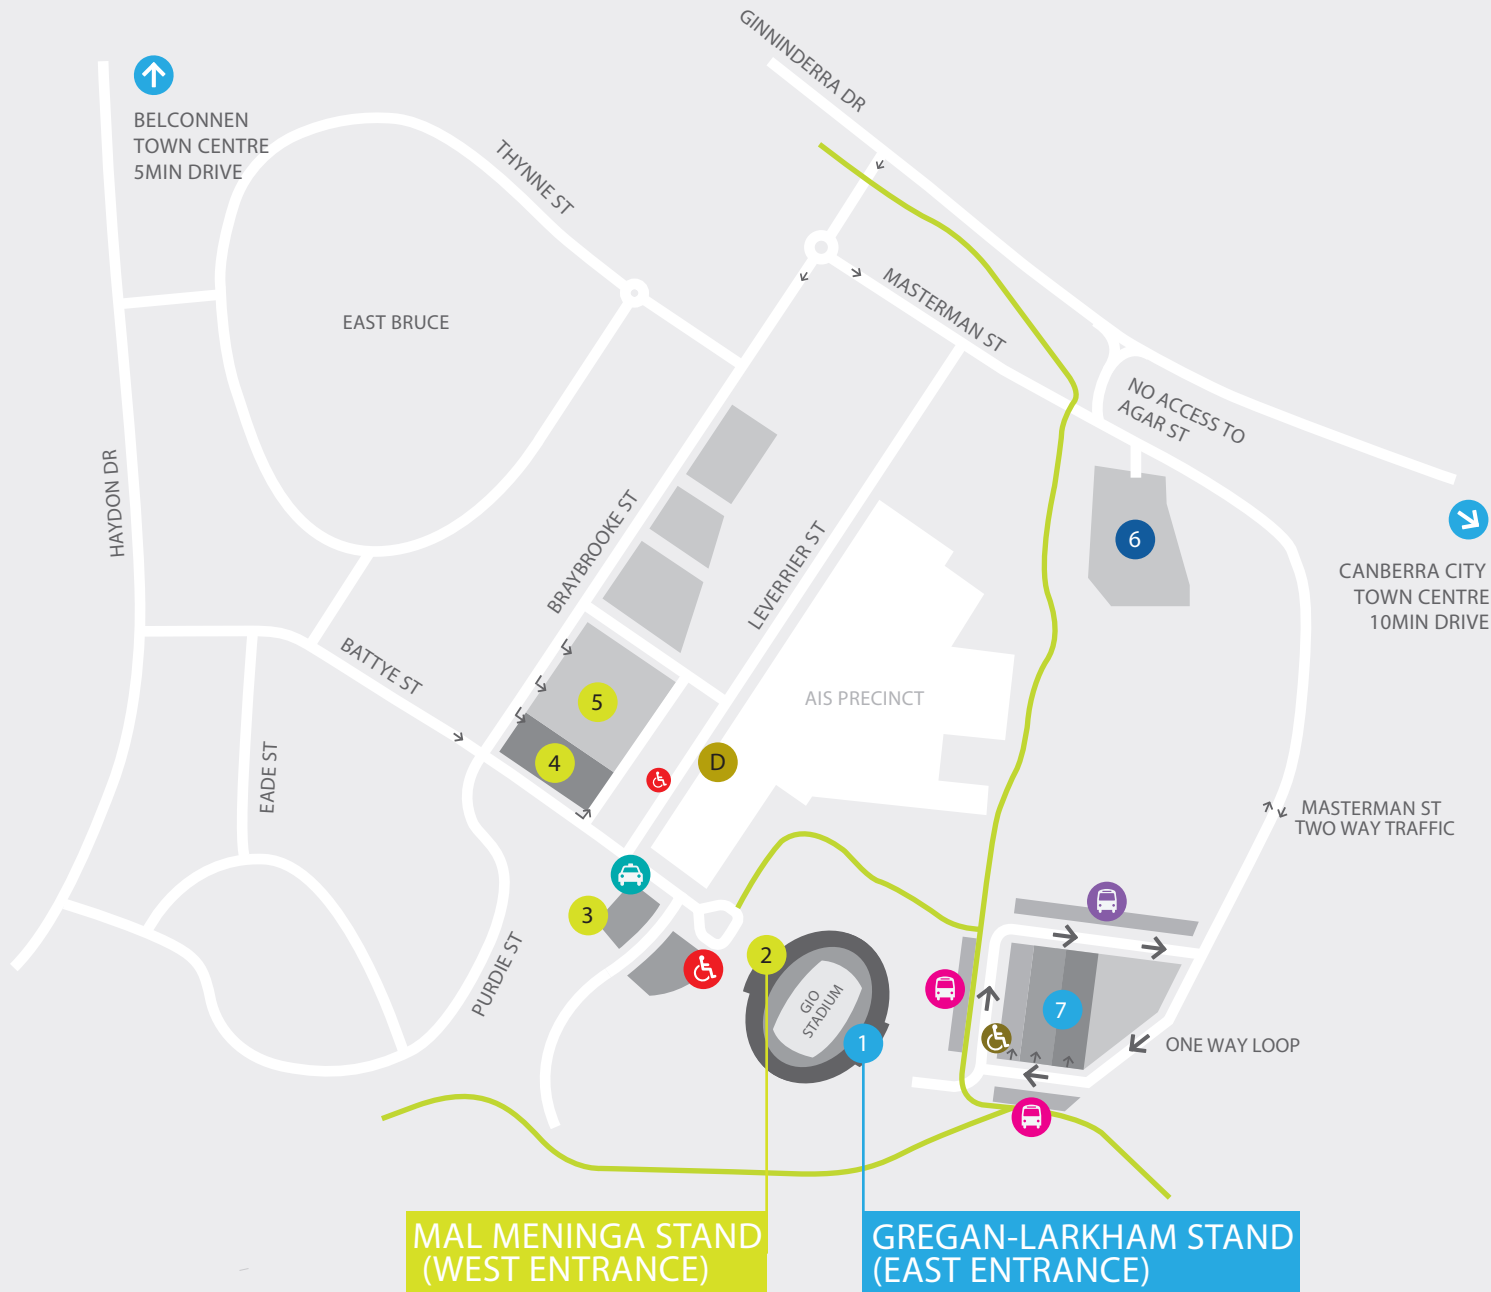 GINNINDERRA DR
BELCONNEN
TOWN CENTRE
5MIN DRIVE
THYNNE ST
EAST BRUCE
MASTERMAN ST
NO ACCESS TO
AGAR ST
HAYDON DR
BRAYBROOKE ST
LEVERRIER ST
6
CANBERRA CITY
TOWN CENTRE
10MIN DRIVE
BATTYE ST
5
AIS PRECINCT
4
D
EADE ST
MASTERMAN ST
TWO WAY TRAFFIC
3
2
PURDIE ST
GIO
STADIUM
1
7
ONE WAY LOOP
MAL MENINGA STAND
(WEST ENTRANCE)
GREGAN-LARKHAM STAND
(EAST ENTRANCE)